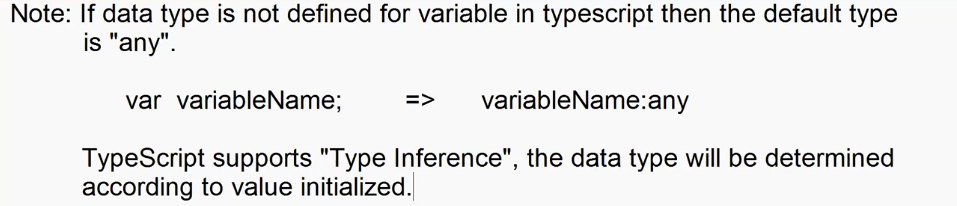 Note: If data type is not defined for variable in typescript then the default type
is "any".
var variableName; => variableName:any
TypeScript supports "Type Inference", the data type will be determined
according to value initialized.